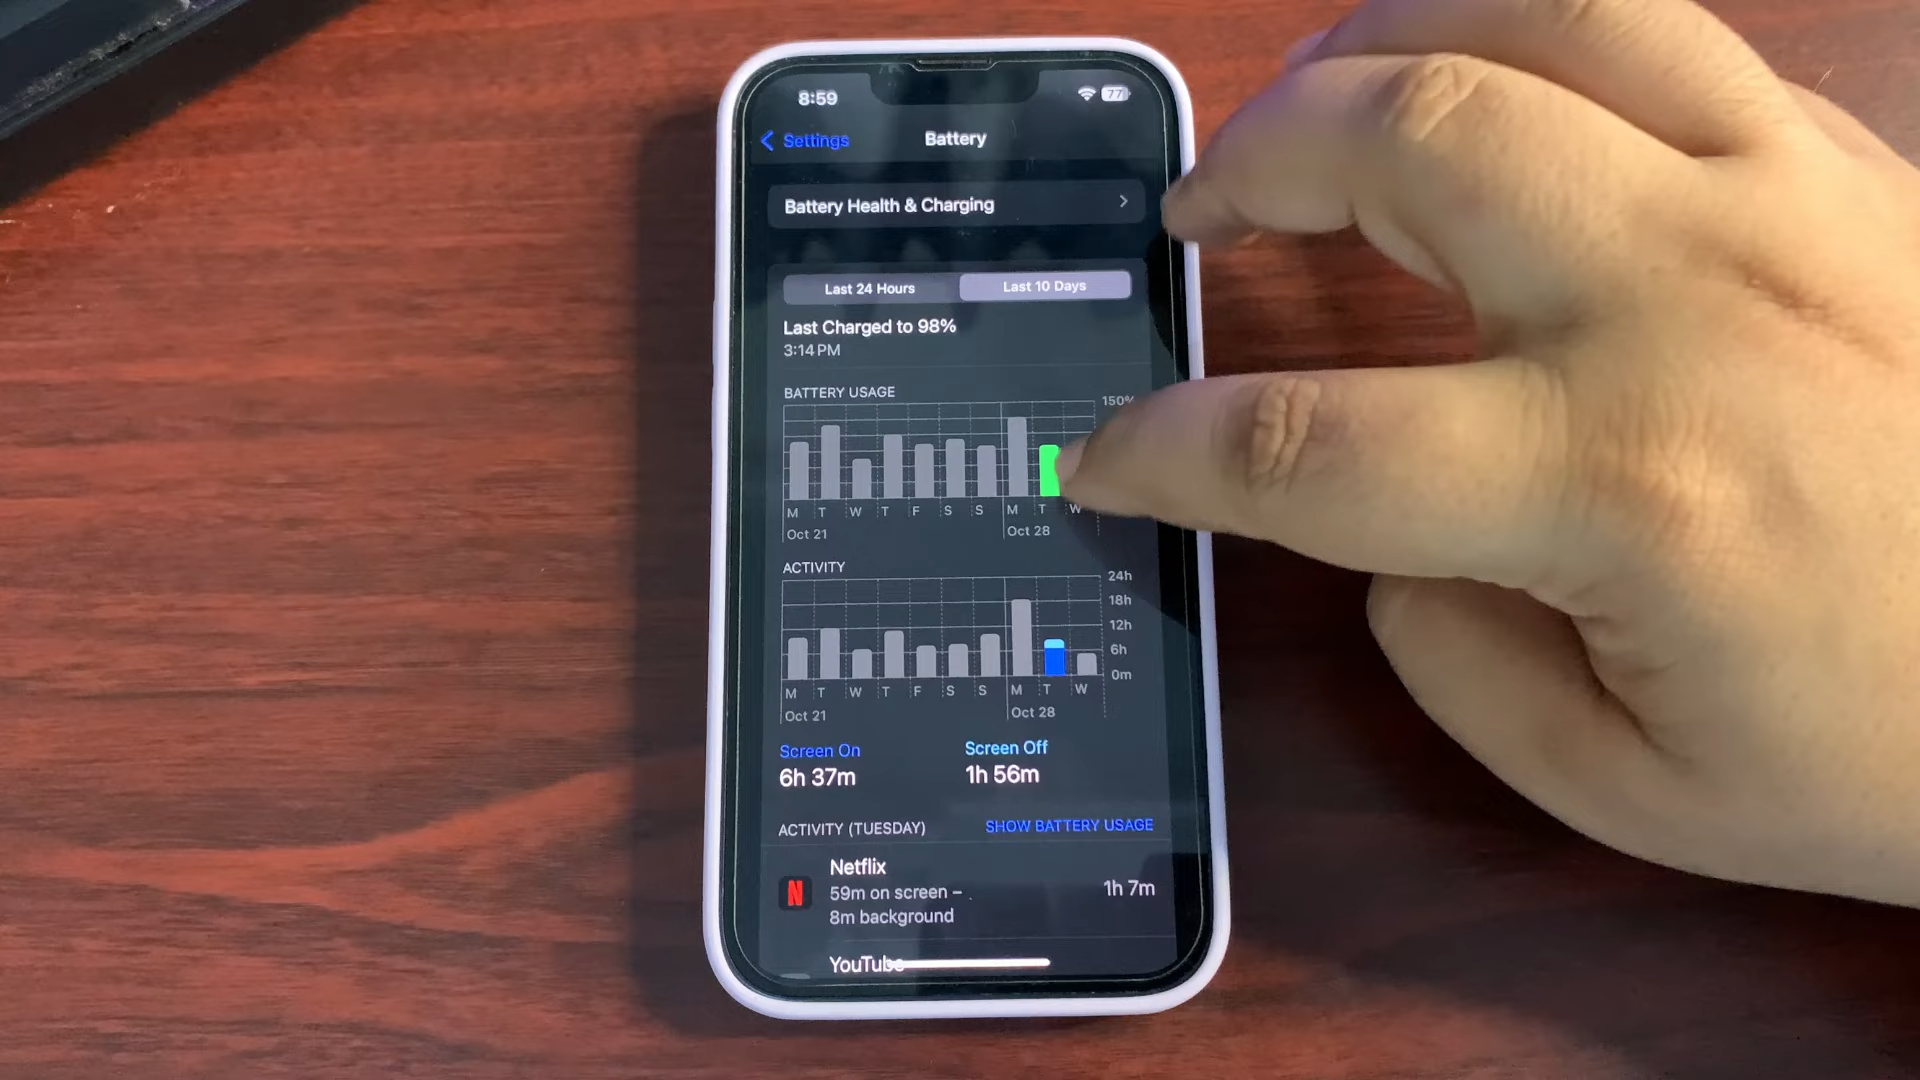 8:59 77
Settings Battery
Battery Health & Charging
Last 24 Hours Last 10 Days
Last Charged to 98%
3:14 PM
BATTERY USAGE
150%
M T W T F S S M T W
Oct 21 Oct 28
ACTIVITY
24h
18h
12h
6h
0m
M T W T F S S M T W
Oct 21 Oct 28
Screen On Screen Off
6h 37m 1h 56m
ACTIVITY (TUESDAY) SHOW BATTERY USAGE
N
Netflix
59m on screen –
1h 7m
8m background
YouTube